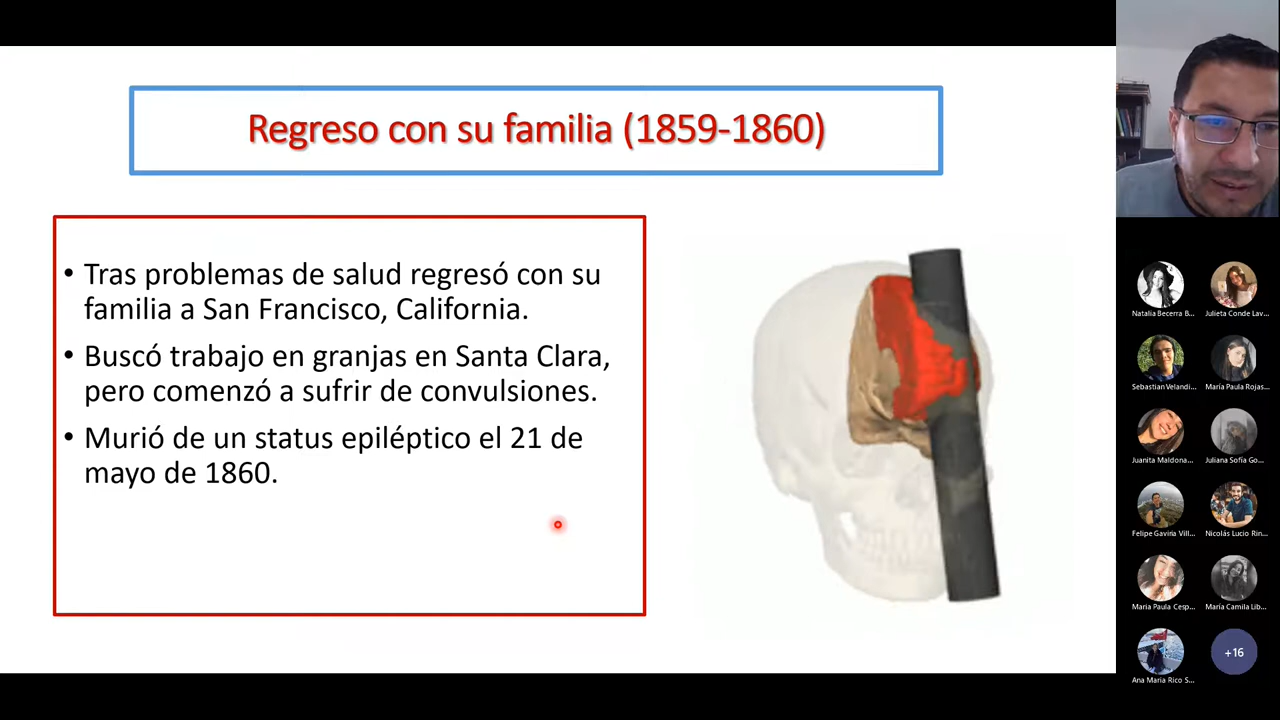 Regreso con su familia (1859-1860)
• Tras problemas de salud regresó con su
familia a San Francisco, California.
• Buscó trabajo en granjas en Santa Clara,
pero comenzó a sufrir de convulsiones.
• Murió de un status epiléptico el 21 de
mayo de 1860.
Natalia Becerra B...
Julieta Conde Lav...
Sebastian Velandi...
María Paula Rojas...
Juanita Maldona...
Juliana Sofía Go...
Felipe Gaviria Vill...
Nicolás Lucio Rin...
Maria Paula Cesp...
María Camila Lib...
Ana Maria Rico S...
+16